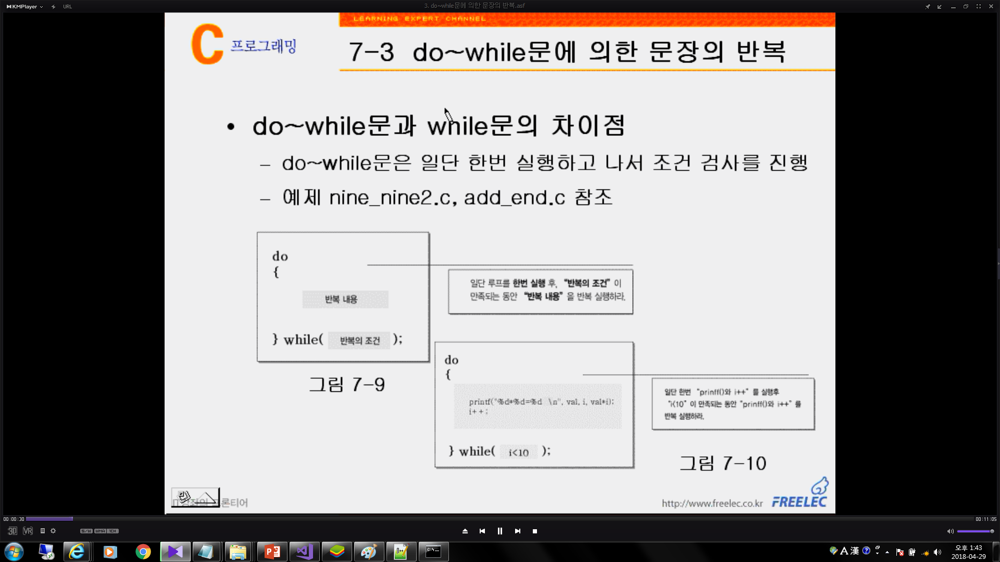 KMPlayer
URL
3. do~while문에 의한 문장의 반복.asf
LEARNING EXPERT CHANNEL
C 프로그래밍
7-3 do~while문에 의한 문장의 반복
• do~while문과 while문의 차이점
– do~while문은 일단 한번 실행하고 나서 조건 검사를 진행
– 예제 nine_nine2.c, add_end.c 참조
do
{
반복 내용
} while( 반복의 조건 );
일단 루프를 한번 실행 후, “반복의 조건” 이
만족되는 동안 “반복 내용” 을 반복 실행하라.
그림 7-9
do
{
printf("%d*%d=%d \n", val, i, val*i);
i++;
} while( i<10 );
일단 한번 “prinff()와 i++” 를 실행후
“i<10” 이 만족되는 동안 “prinff()와 i++” 를
반복 실행하라.
그림 7-10
론티어
http://www.freelec.co.kr
FREELEC
00:00:30
00:11:05
3D VR
S/W WMA 1CH
A 漢
오후 1:43
2018-04-29